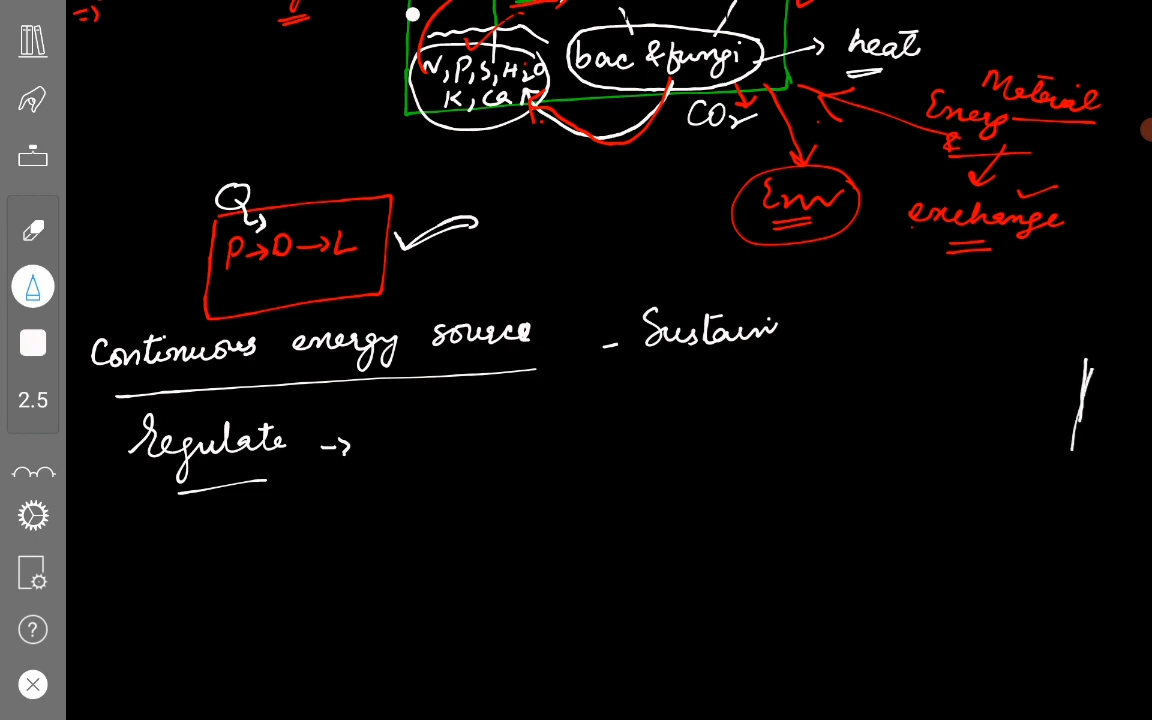 bac & fungi → heat
N, P, S, H2O
K, Ca
CO2
Material
Energy
&
exchange
Env
Q
P → D → L
Continuous energy source - Sustain
Regulate →
2.5
?